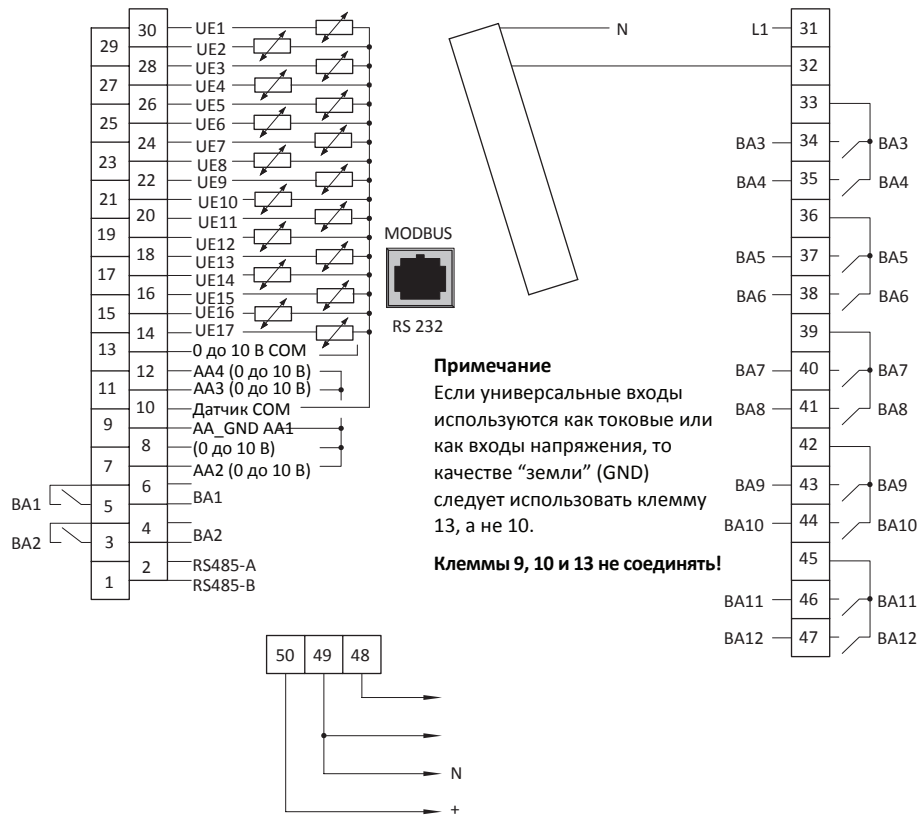 30 UE1
29 UE2
28 UE3
27 UE4
26 UE5
25 UE6
24 UE7
23 UE8
22 UE9
21 UE10
20 UE11
19 UE12
18 UE13
17 UE14
16 UE15
15 UE16
14 UE17
13 0 до 10 В COM
12 AA4 (0 до 10 В)
11 AA3 (0 до 10 В)
10 Датчик COM
9 AA_GND AA1
8 (0 до 10 В)
7 AA2 (0 до 10 В)
6
BA1 5 BA1
4
BA2 3 BA2
2 RS485-A
1 RS485-B
MODBUS
RS 232
N
L1 31
32
33
BA3 34 BA3
BA4 35 BA4
36
BA5 37 BA5
BA6 38 BA6
39
BA7 40 BA7
BA8 41 BA8
42
BA9 43 BA9
BA10 44 BA10
45
BA11 46 BA11
BA12 47 BA12
Примечание
Если универсальные входы
используются как токовые или
как входы напряжения, то
качестве “земли” (GND)
следует использовать клемму
13, а не 10.
Клеммы 9, 10 и 13 не соединять!
50 49 48
N
+